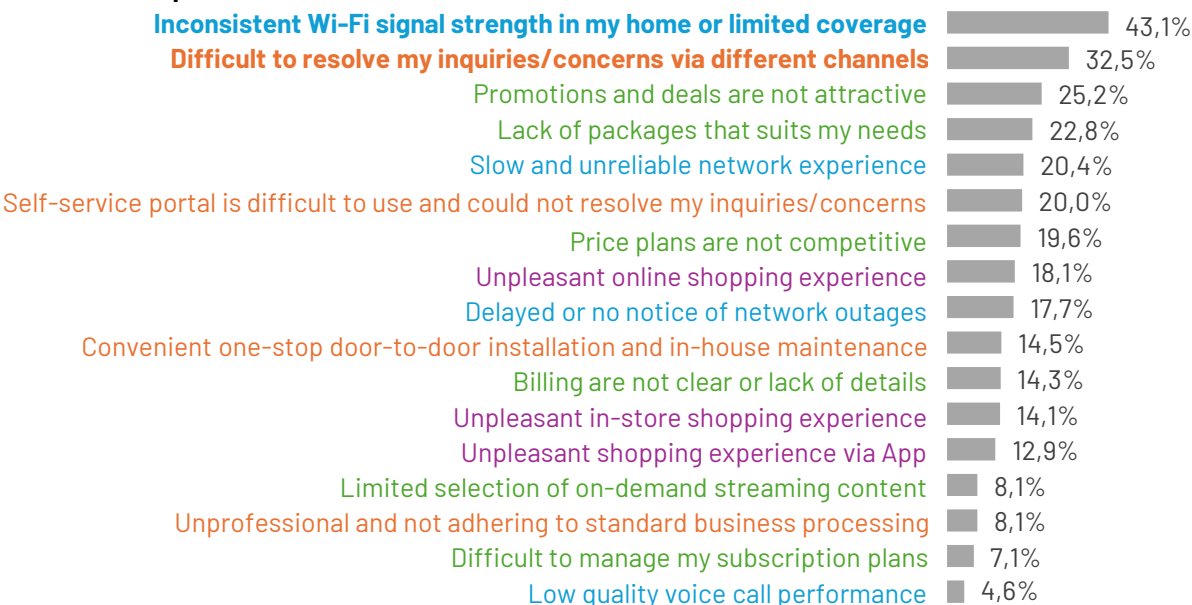 Inconsistent Wi-Fi signal strength in my home or limited coverage 43,1%
Difficult to resolve my inquiries/concerns via different channels 32,5%
Promotions and deals are not attractive 25,2%
Lack of packages that suits my needs 22,8%
Slow and unreliable network experience 20,4%
Self-service portal is difficult to use and could not resolve my inquiries/concerns 20,0%
Price plans are not competitive 19,6%
Unpleasant online shopping experience 18,1%
Delayed or no notice of network outages 17,7%
Convenient one-stop door-to-door installation and in-house maintenance 14,5%
Billing are not clear or lack of details 14,3%
Unpleasant in-store shopping experience 14,1%
Unpleasant shopping experience via App 12,9%
Limited selection of on-demand streaming content 8,1%
Unprofessional and not adhering to standard business processing 8,1%
Difficult to manage my subscription plans 7,1%
Low quality voice call performance 4,6%